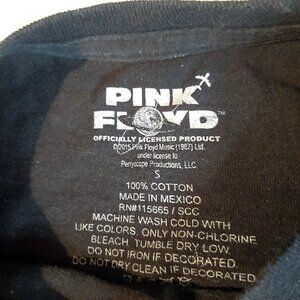 PINK
FLOYD
OFFICIALLY LICENSED PRODUCT
©2015 Pink Floyd Music (1987) Ltd.
under license to
Perryscope Productions, LLC.
S
100% COTTON
MADE IN MEXICO
RN#115665 / SCC
MACHINE WASH COLD WITH
LIKE COLORS. ONLY NON-CHLORINE
BLEACH. TUMBLE DRY LOW.
DO NOT IRON IF DECORATED.
DO NOT DRY CLEAN IF DECORATED.